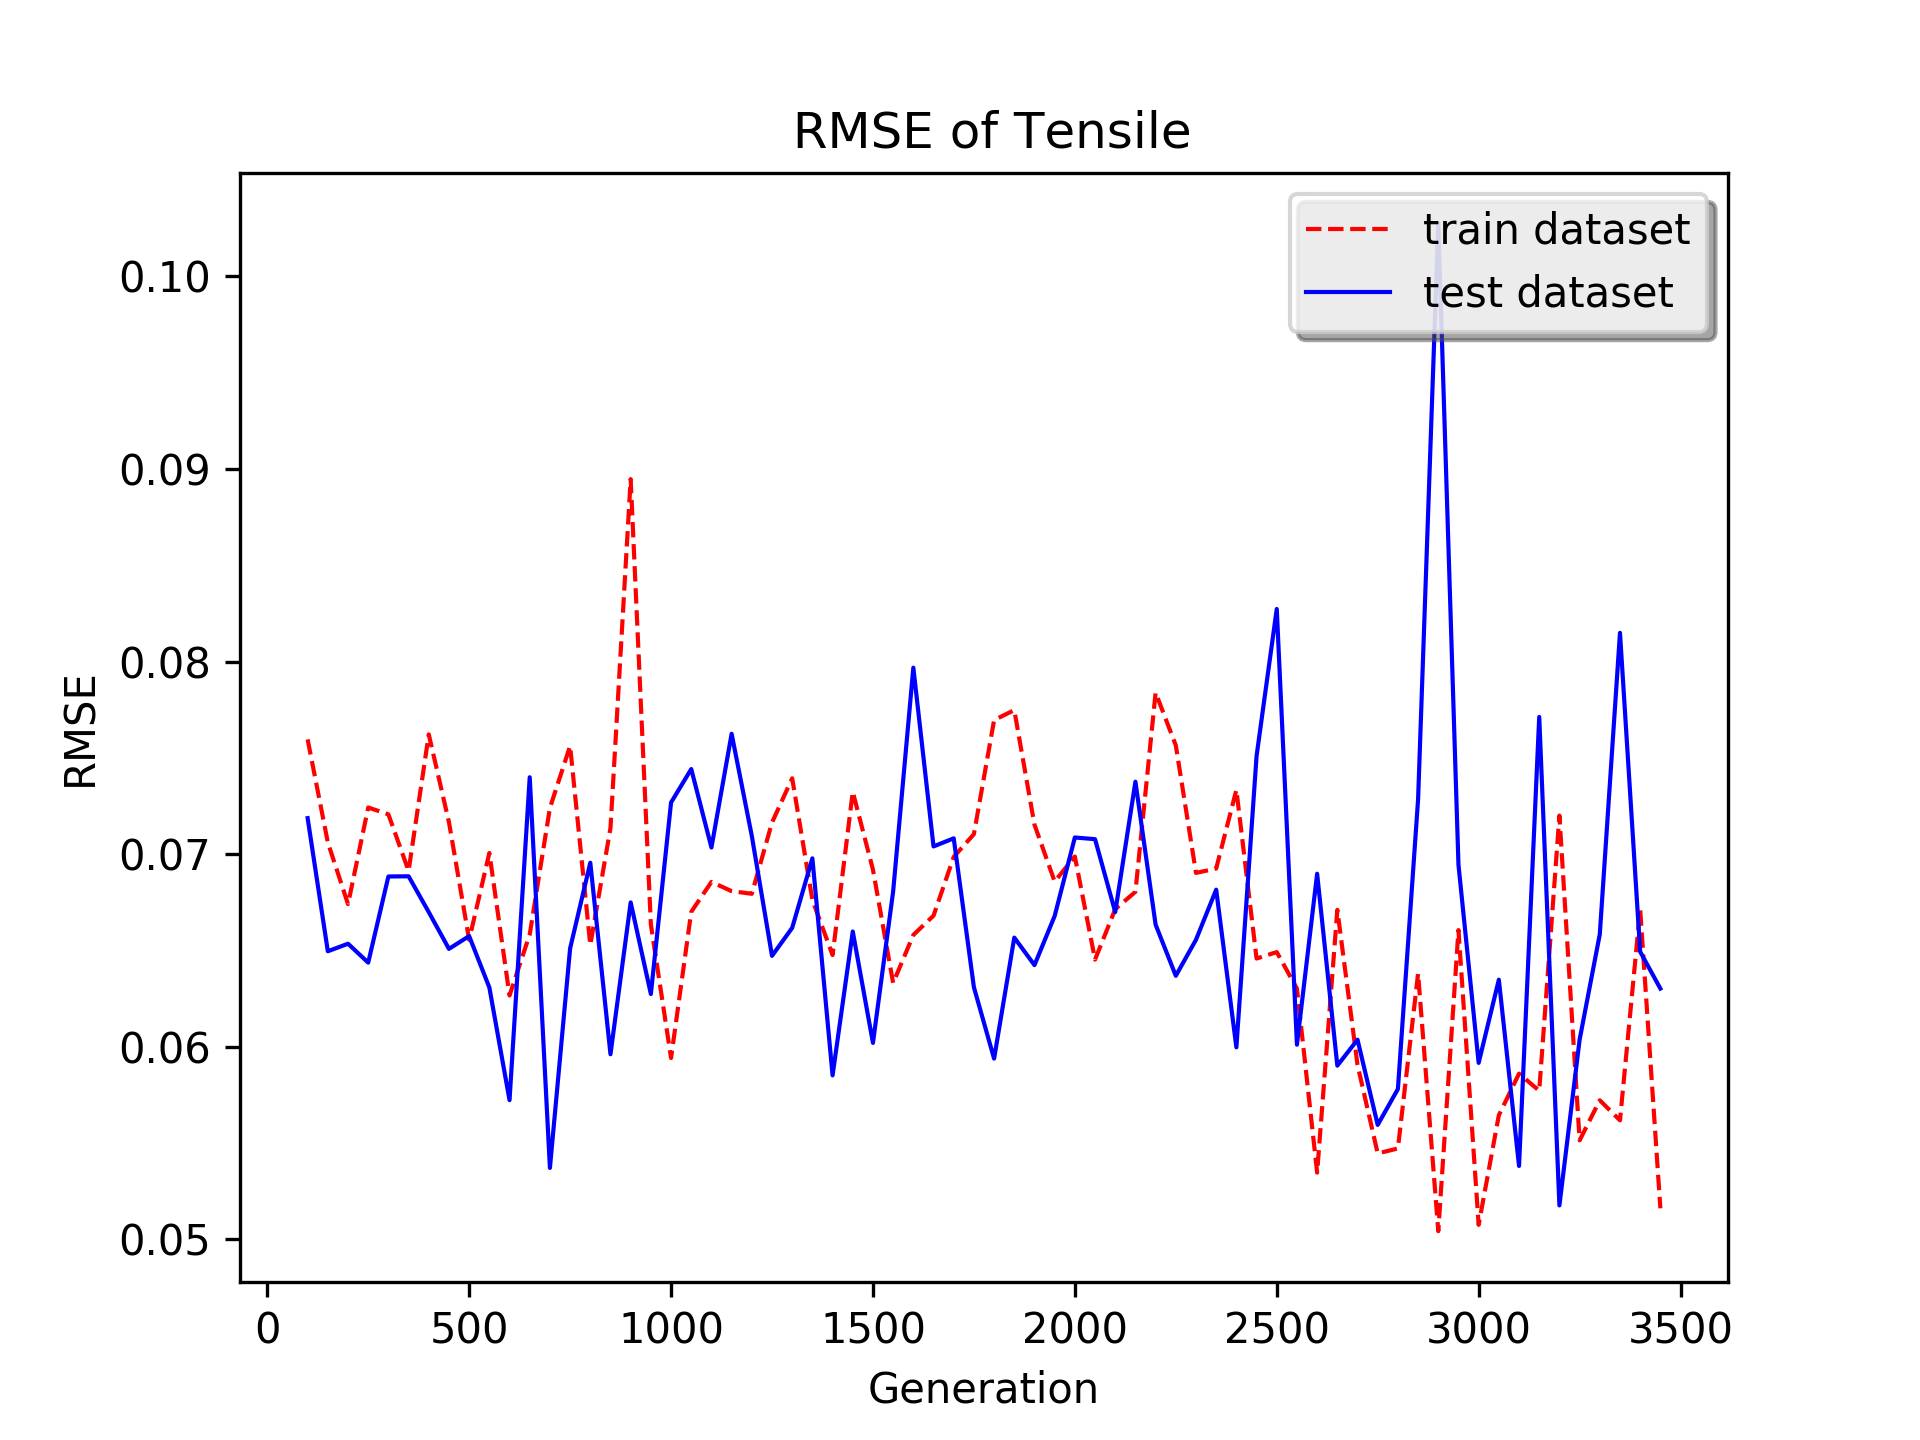 RMSE of Tensile
train dataset
test dataset
0.10
0.09
0.08
0.07
0.06
0.05
RMSE
0 500 1000 1500 2000 2500 3000 3500
Generation